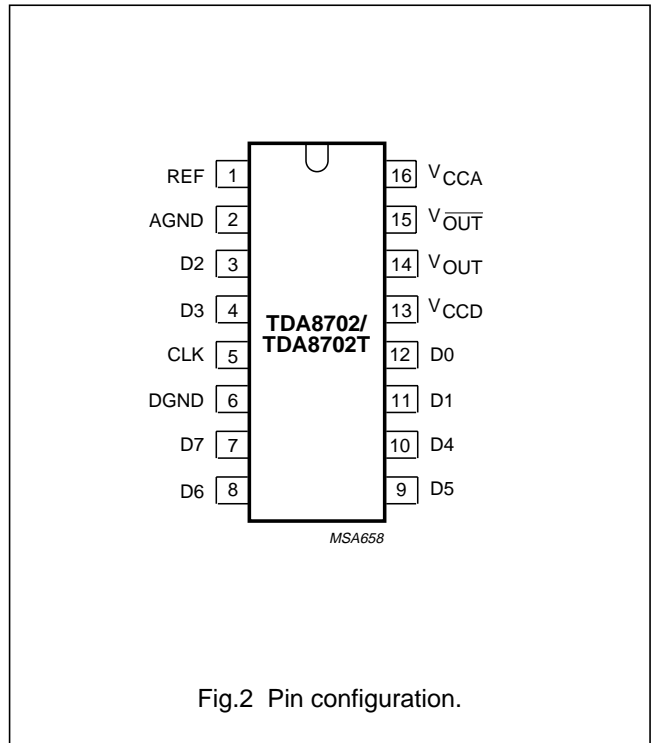 REF 1 16 VCCA
AGND 2 15 V\overline{OUT}
D2 3 14 VOUT
D3 4 13 VCCD
TDA8702/
TDA8702T
CLK 5 12 D0
DGND 6 11 D1
D7 7 10 D4
D6 8 9 D5
MSA658
Fig.2 Pin configuration.